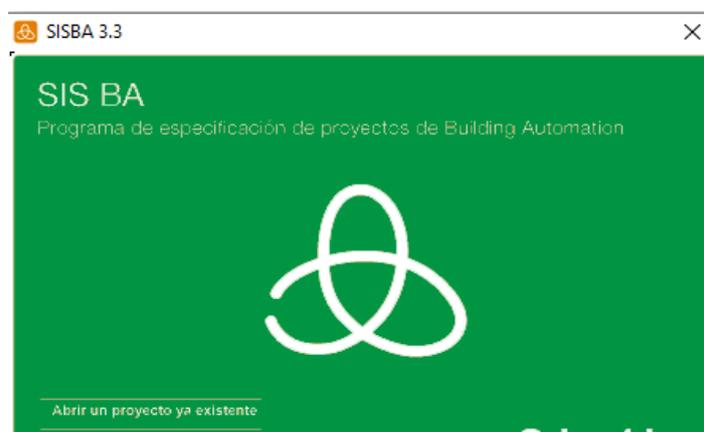 SISBA 3.3
SIS BA
Programa de especificación de proyectos de Building Automation
Abrir un proyecto ya existente